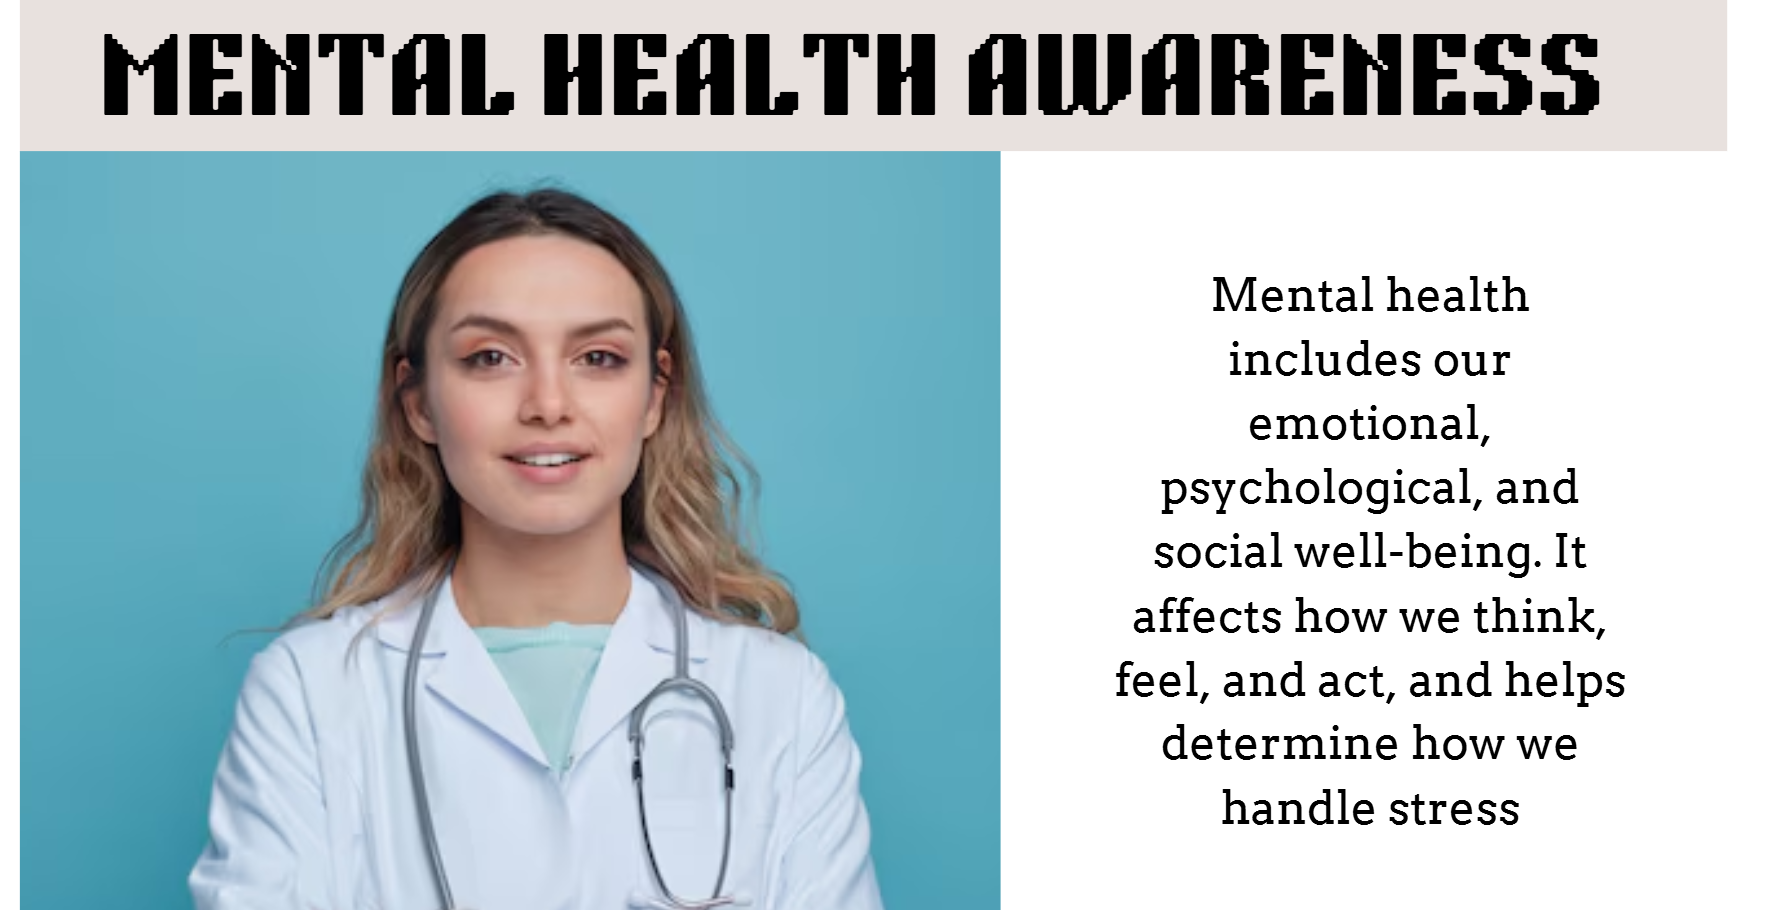 MENTAL HEALTH AWARENESS
Mental health
includes our
emotional,
psychological, and
social well-being. It
affects how we think,
feel, and act, and helps
determine how we
handle stress